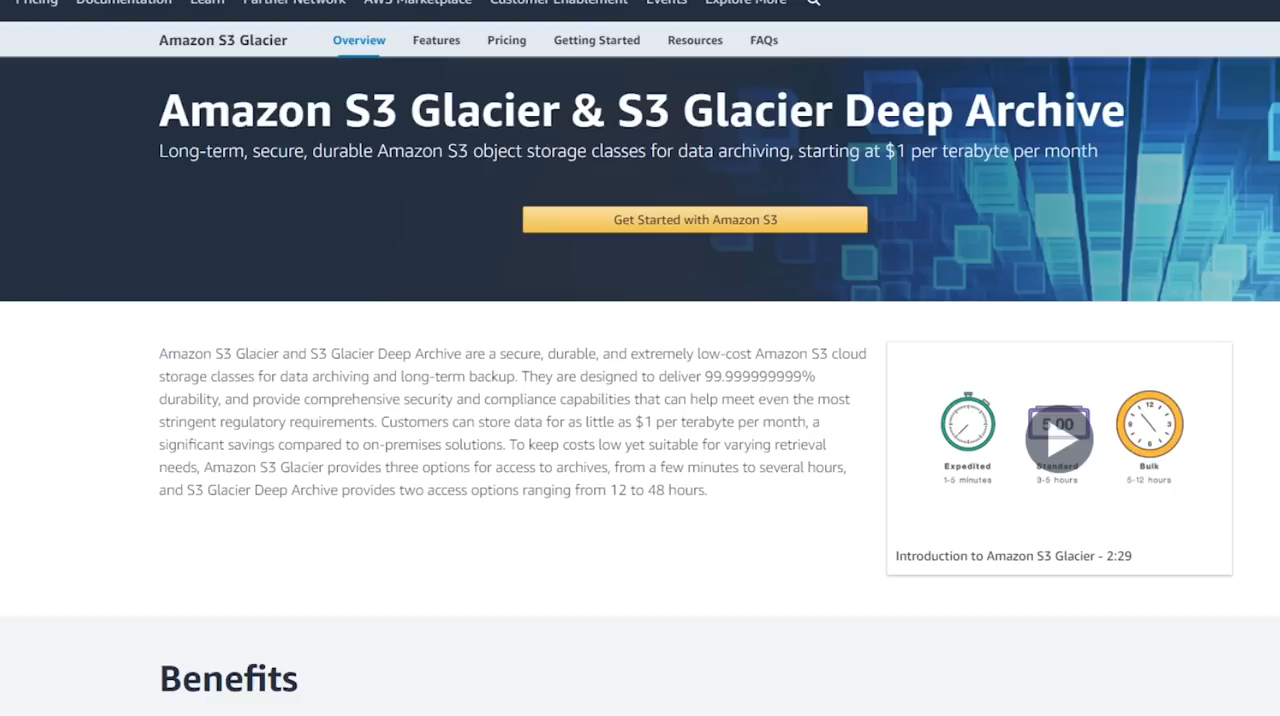 Pricing Documentation Learn Partner Network AWS Marketplace Customer Enablement Events Explore More
Amazon S3 Glacier Overview Features Pricing Getting Started Resources FAQs
Amazon S3 Glacier & S3 Glacier Deep Archive
Long-term, secure, durable Amazon S3 object storage classes for data archiving, starting at $1 per terabyte per month
Get Started with Amazon S3
Amazon S3 Glacier and S3 Glacier Deep Archive are a secure, durable, and extremely low-cost Amazon S3 cloud
storage classes for data archiving and long-term backup. They are designed to deliver 99.999999999%
durability, and provide comprehensive security and compliance capabilities that can help meet even the most
stringent regulatory requirements. Customers can store data for as little as $1 per terabyte per month, a
significant savings compared to on-premises solutions. To keep costs low yet suitable for varying retrieval
needs, Amazon S3 Glacier provides three options for access to archives, from a few minutes to several hours,
and S3 Glacier Deep Archive provides two access options ranging from 12 to 48 hours.
5:00
12
9 3
6
Expedited Standard Bulk
1-5 minutes 3-5 hours 5-12 hours
Introduction to Amazon S3 Glacier - 2:29
Benefits